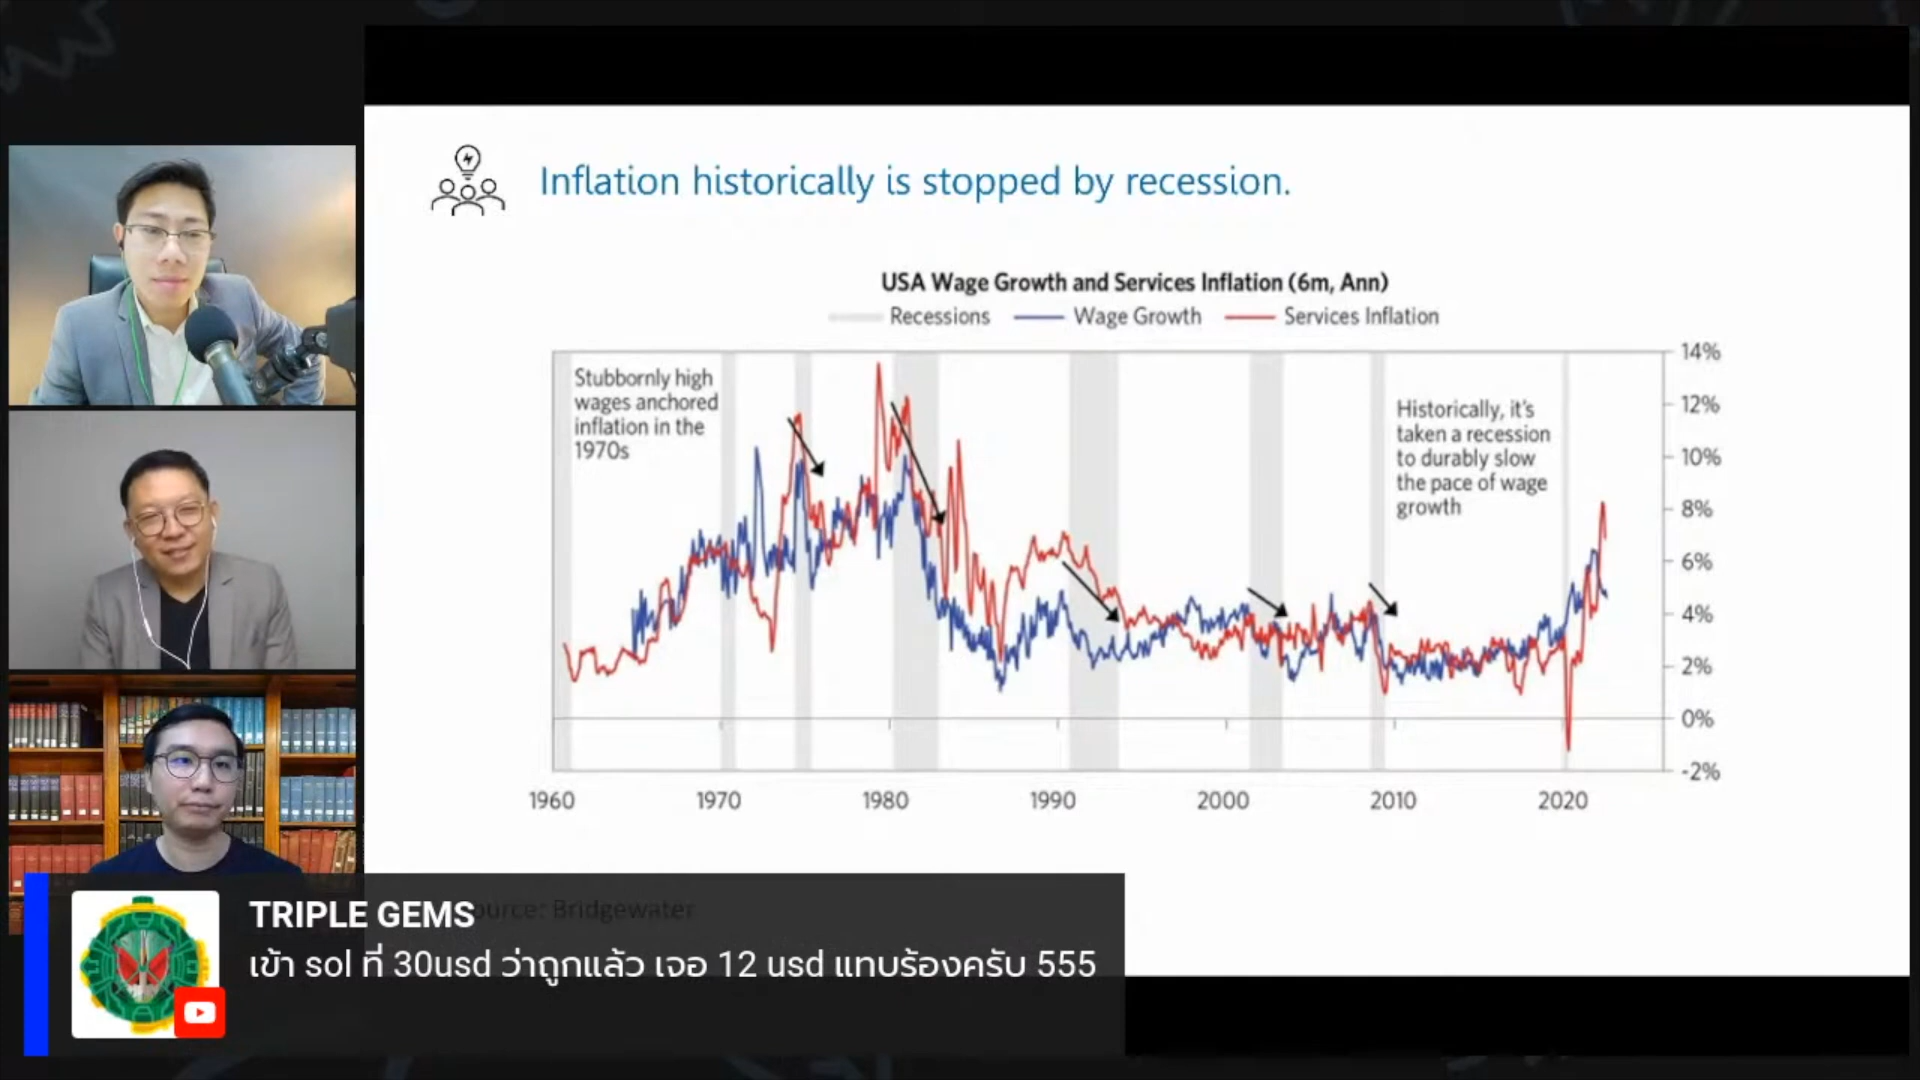 Inflation historically is stopped by recession.
USA Wage Growth and Services Inflation (6m, Ann)
Recessions Wage Growth Services Inflation
Stubbornly high
wages anchored
inflation in the
1970s
Historically, it's
taken a recession
to durably slow
the pace of wage
growth
14%
12%
10%
8%
6%
4%
2%
0%
-2%
1960 1970 1980 1990 2000 2010 2020
Bridgewater
TRIPLE GEMS
เข้า sol ที่ 30usd ว่าถูกแล้ว เจอ 12 usd แทบร้องครับ 555